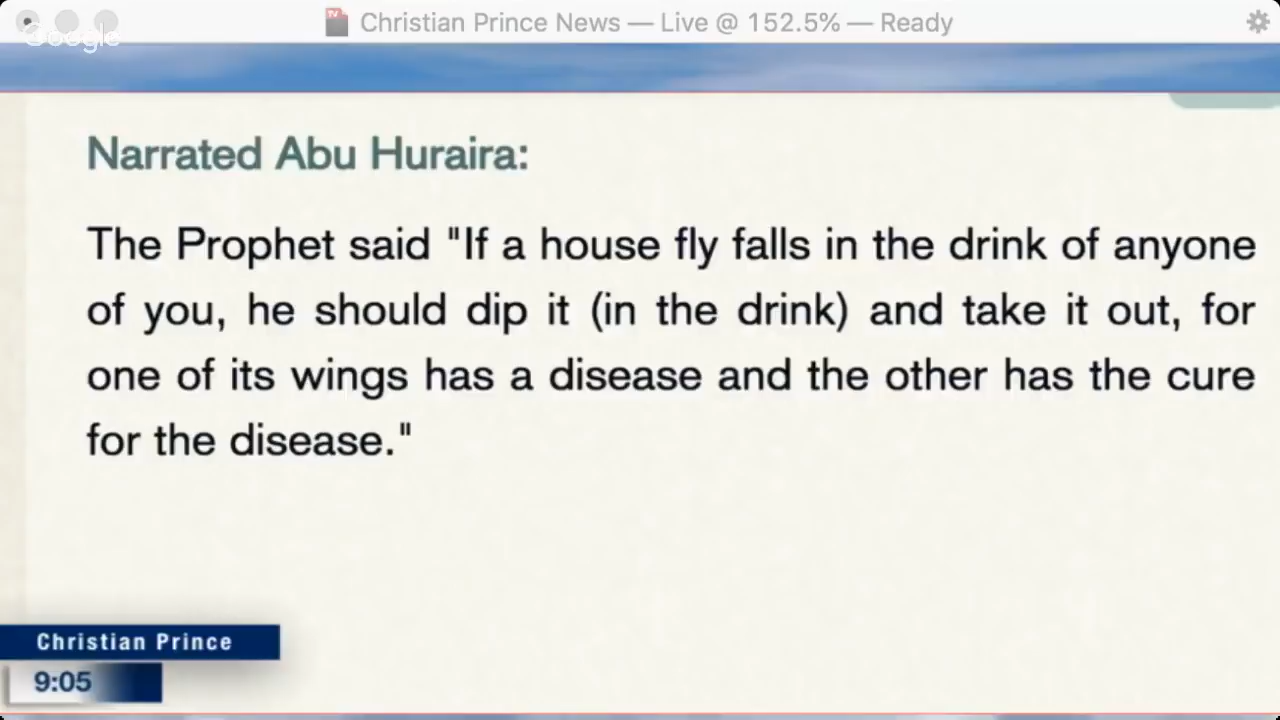 Christian Prince News — Live @ 152.5% — Ready
Google
Narrated Abu Huraira:
The Prophet said "If a house fly falls in the drink of anyone
of you, he should dip it (in the drink) and take it out, for
one of its wings has a disease and the other has the cure
for the disease."
Christian Prince
9:05